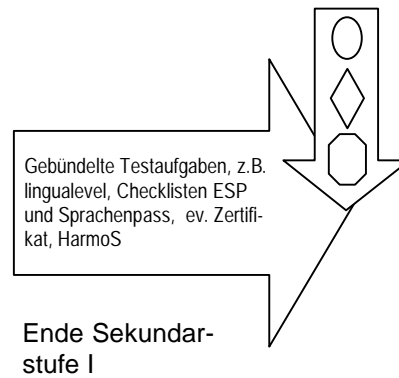 Gebündelte Testaufgaben, z.B.
lingualevel, Checklisten ESP
und Sprachenpass, ev. Zertifi-
kat, HarmoS
Ende Sekundar-
stufe I